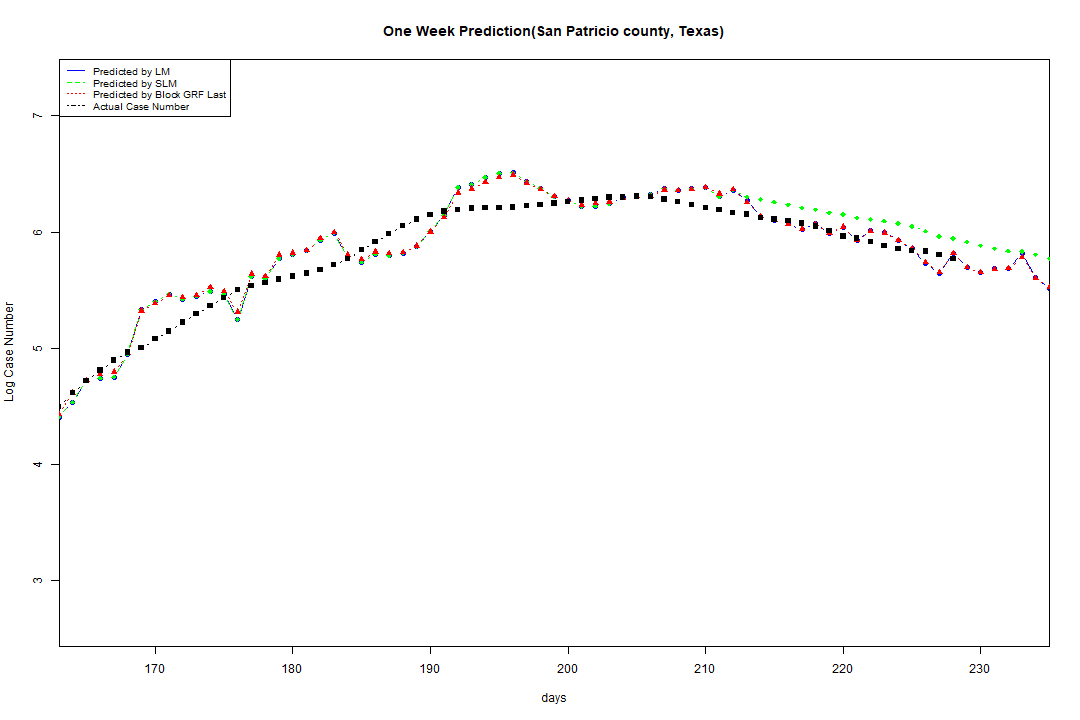 One Week Prediction(San Patricio county, Texas)
Predicted by LM
Predicted by SLM
Predicted by Block GRF Last
Actual Case Number
7
6
5
4
3
Log Case Number
170 180 190 200 210 220 230
days